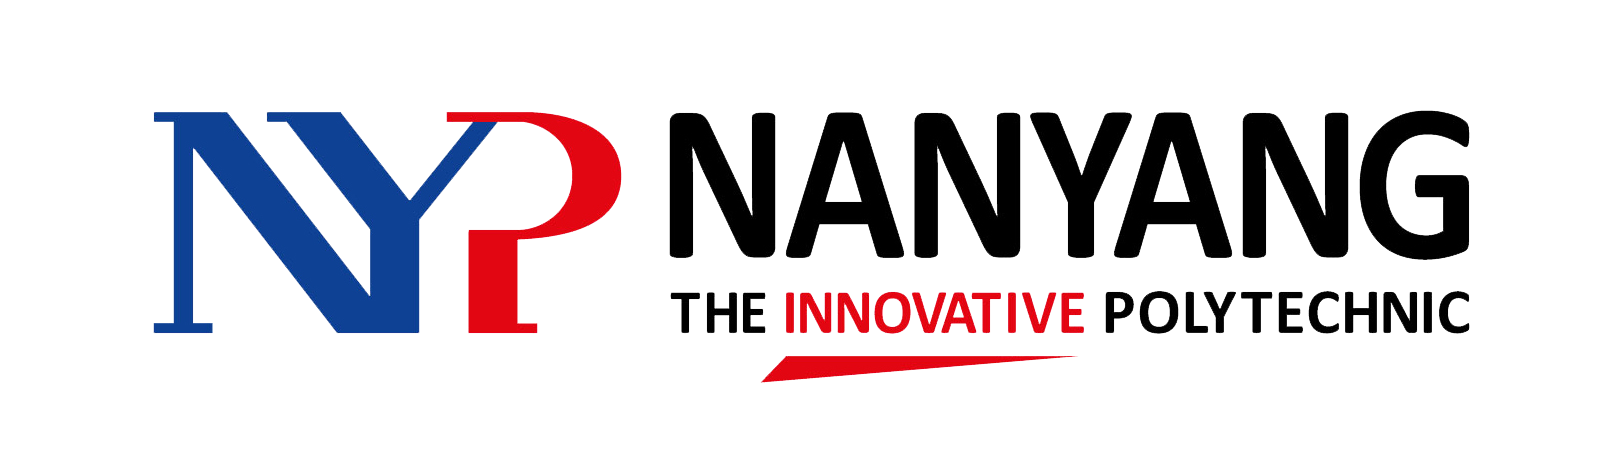 NYP
NANYANG
THE INNOVATIVE POLYTECHNIC